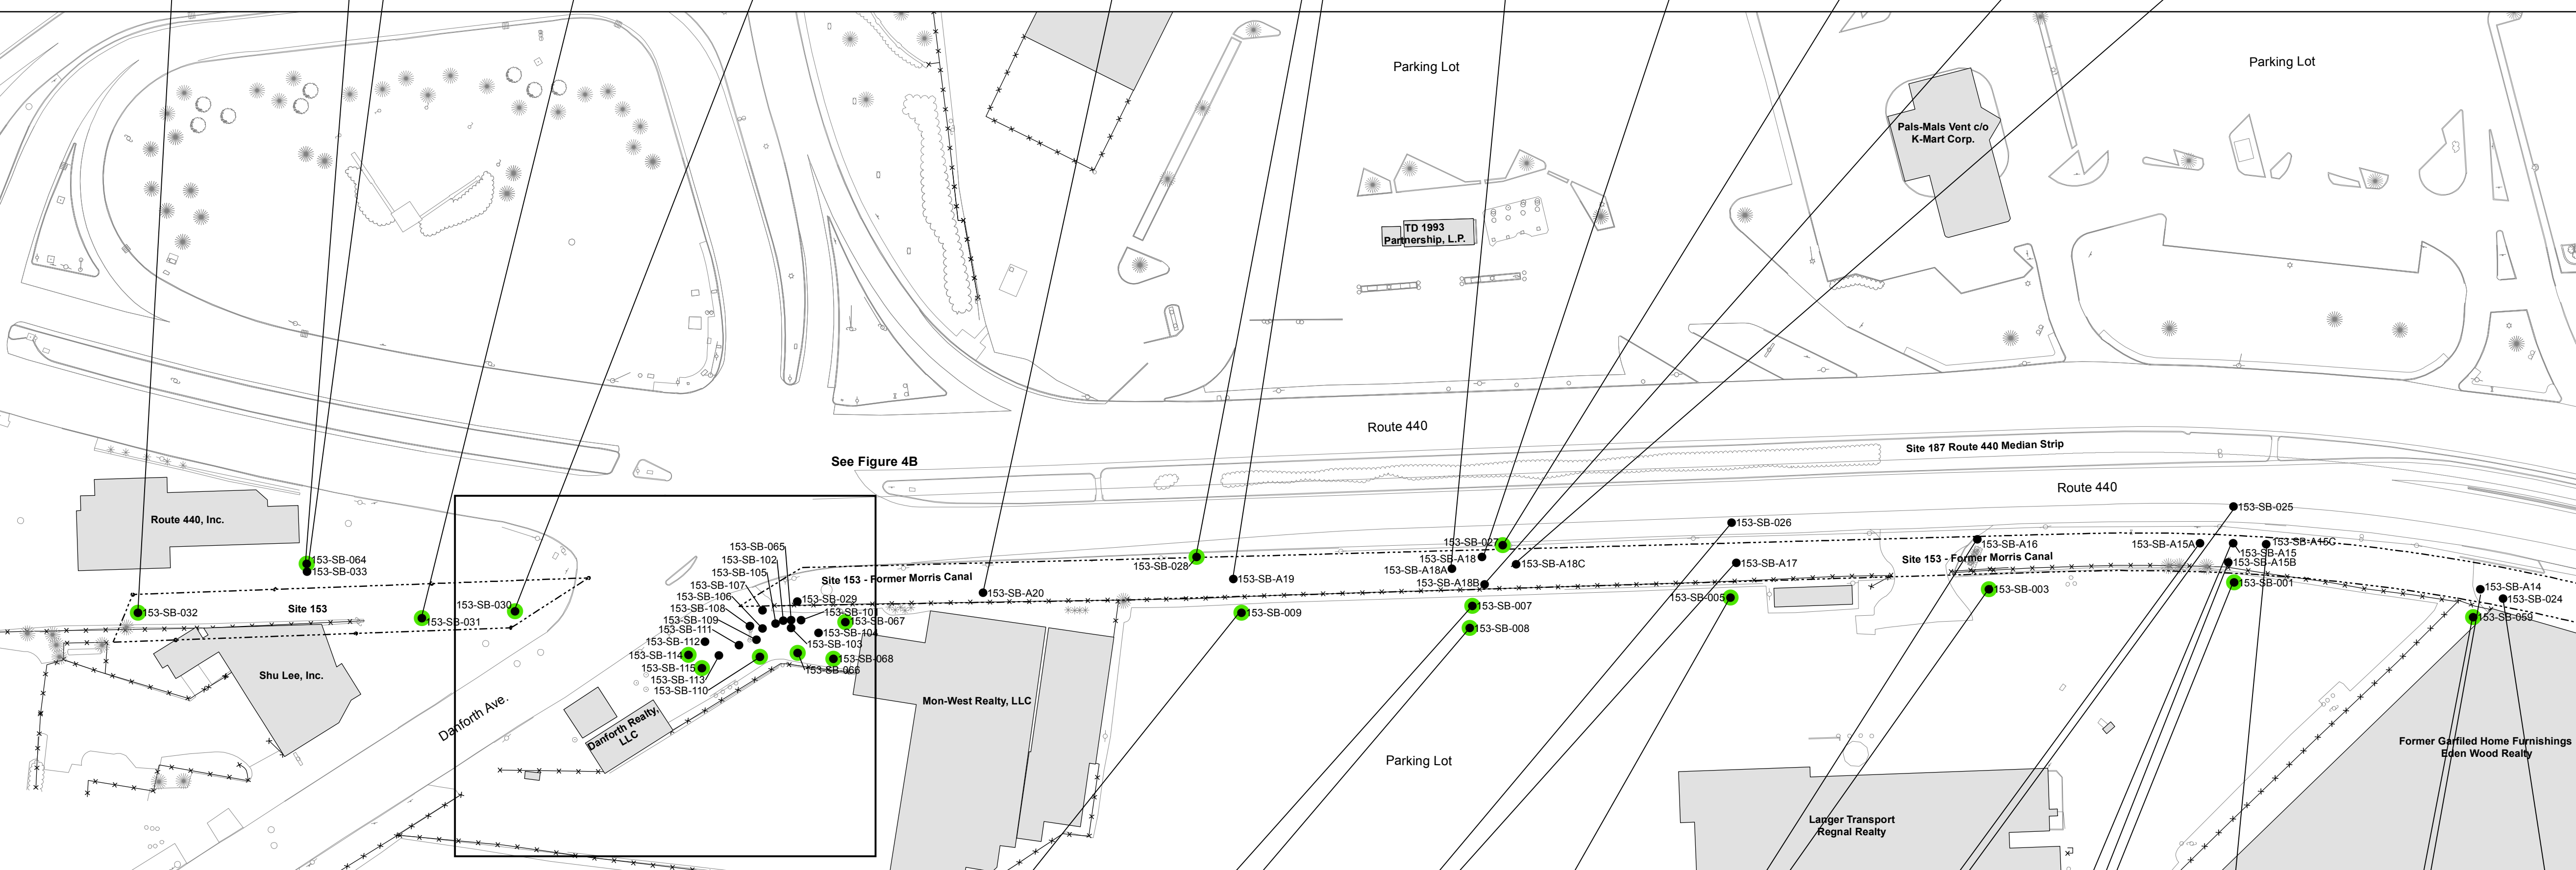 Parking Lot
Parking Lot
Pals-Mals Vent c/o
K-Mart Corp.
TD 1993
Partnership, L.P.
Route 440
Site 187 Route 440 Median Strip
See Figure 4B
Route 440
Route 440, Inc.
153-SB-064
153-SB-033
153-SB-032
Site 153
153-SB-031
153-SB-030
Shu Lee, Inc.
Danforth Ave.
153-SB-065
153-SB-102
153-SB-105
153-SB-107
153-SB-106
153-SB-108
153-SB-109
153-SB-111
153-SB-112
153-SB-114
153-SB-115
153-SB-113
153-SB-110
153-SB-029
153-SB-101
153-SB-067
153-SB-104
153-SB-103
153-SB-068
153-SB-066
Danforth Realty,
LLC
Site 153 - Former Morris Canal
Mon-West Realty, LLC
153-SB-A20
153-SB-028
153-SB-A19
153-SB-009
153-SB-027
153-SB-A18
153-SB-A18A
153-SB-A18B
153-SB-A18C
153-SB-007
153-SB-008
Parking Lot
153-SB-026
153-SB-A17
153-SB-005
153-SB-A16
Site 153 - Former Morris Canal
153-SB-003
153-SB-025
153-SB-A15A
153-SB-A15C
153-SB-A15
153-SB-A15B
153-SB-001
153-SB-A14
153-SB-024
153-SB-059
Former Garfiled Home Furnishings
Eden Wood Realty
Langer Transport
Regnal Realty